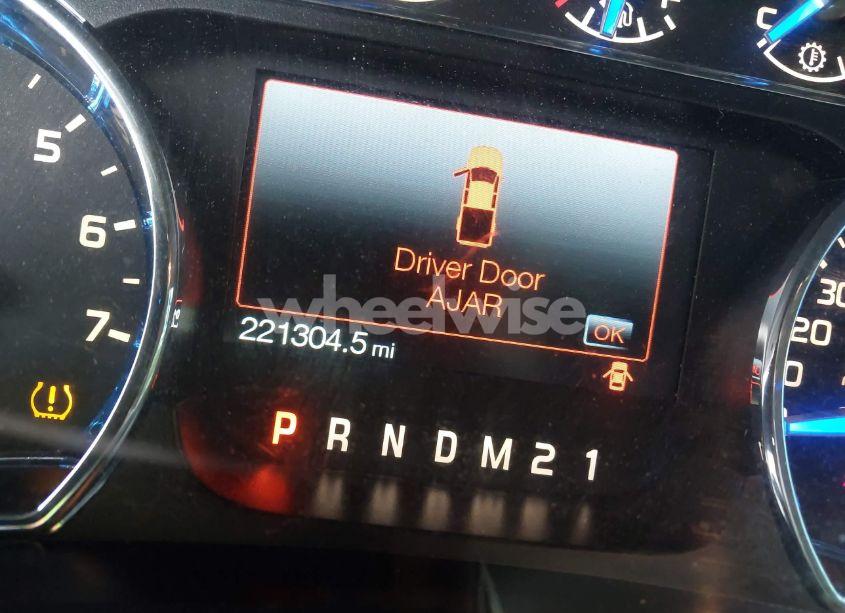 C
5
6
7
Driver Door
AJAR
OK
wheelwise
221304.5 mi
P R N D M 2 1
30
20